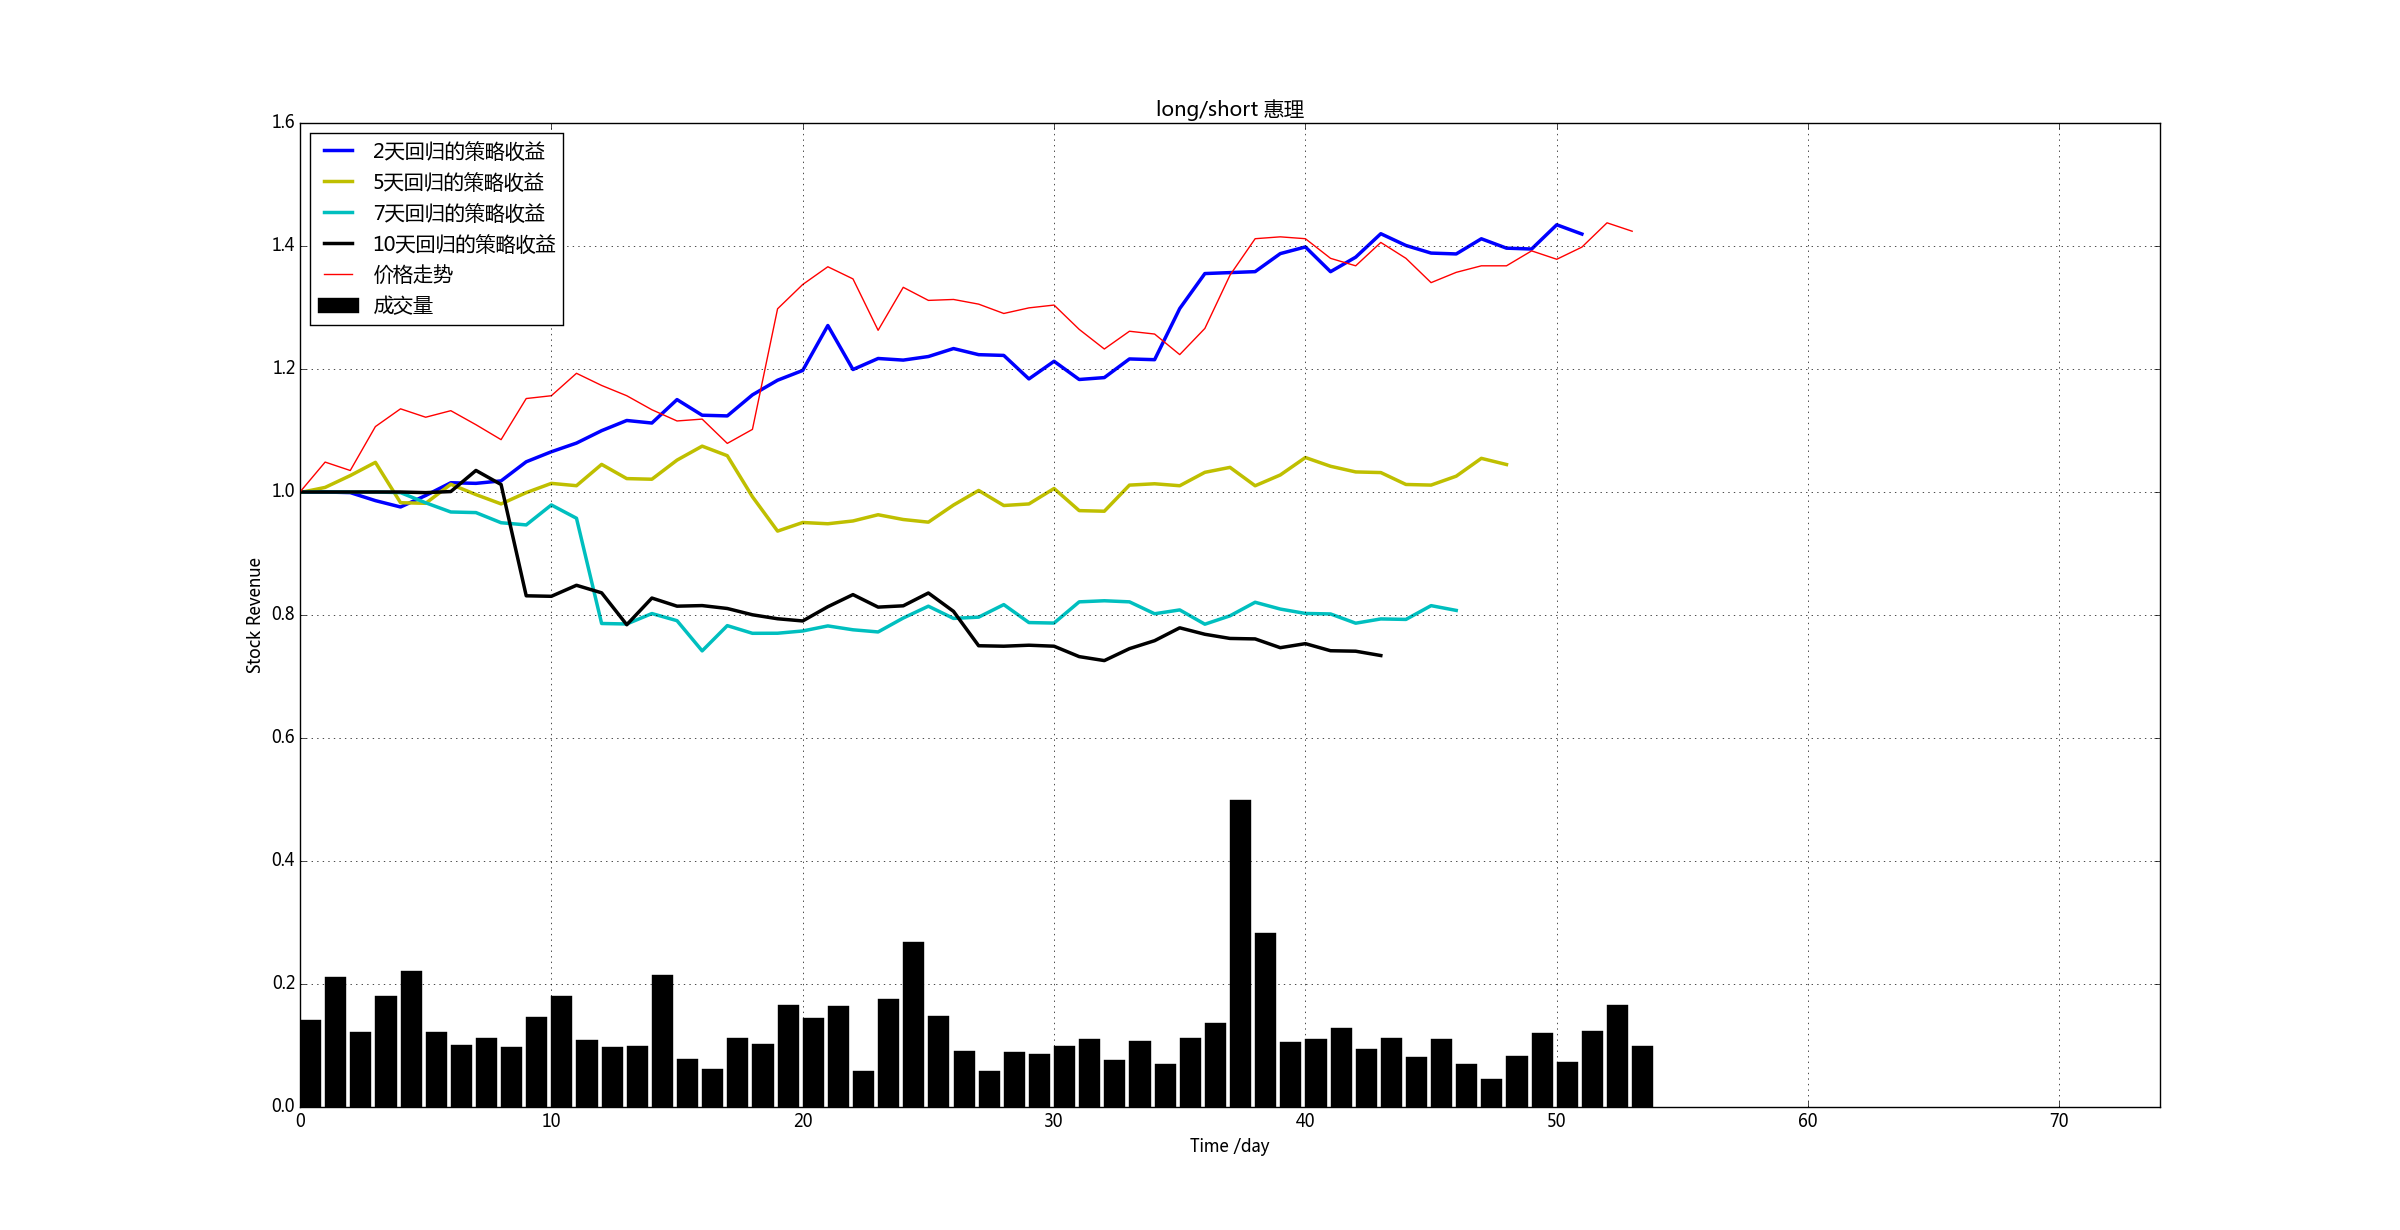 long/short 惠理
1.6
1.4
1.2
1.0
0.8
0.6
0.4
0.2
0.0
2天回归的策略收益
5天回归的策略收益
7天回归的策略收益
10天回归的策略收益
价格走势
成交量
Stock Revenue
0 10 20 30 40 50 60 70
Time /day